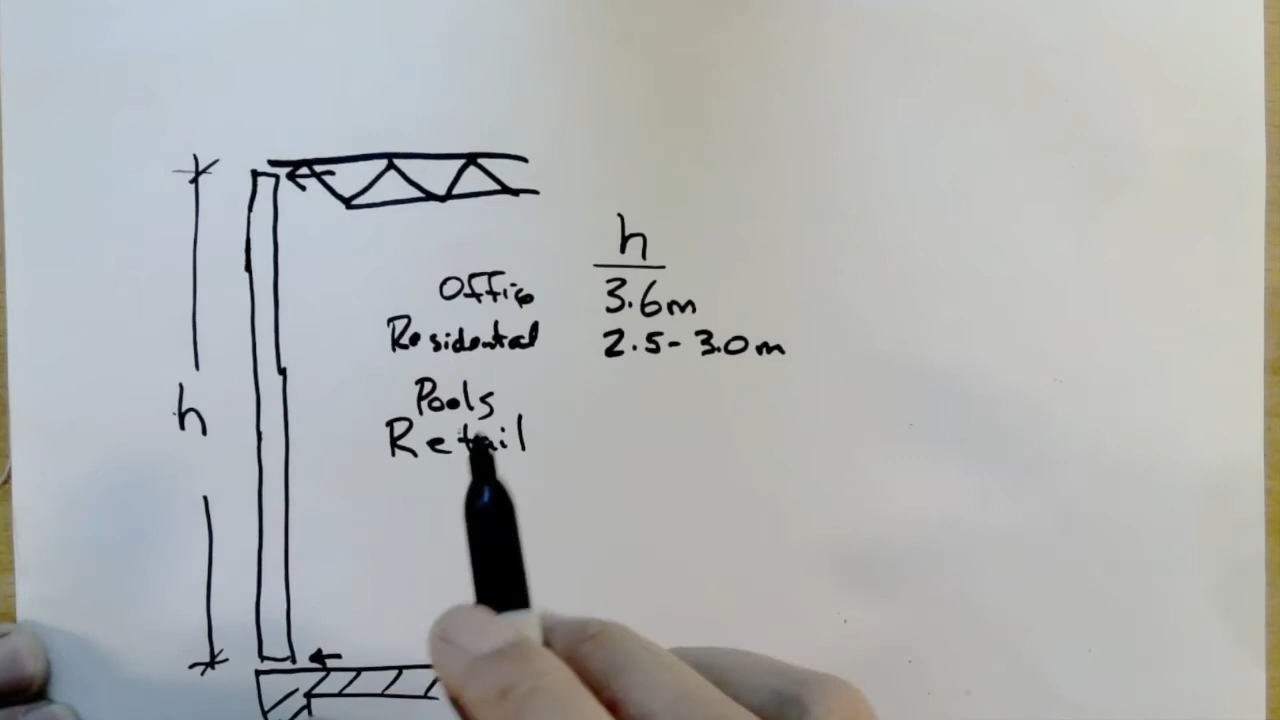 h
Office 3.6m
Residential 2.5-3.0m
Pools
Retail
h